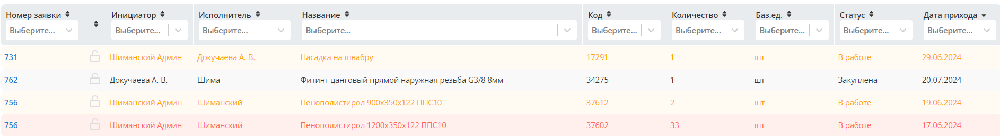 Номер заявки Инициатор Исполнитель Название Код Количество Баз.ед. Статус Дата прихода
Выберите... Выберите... Выберите... Выберите... Выберите... Выберите... Выберите... Выберите... Выберите...
731 Шиманский Админ Докучаева А. В. Насадка на швабру 17291 1 шт В работе 29.06.2024
762 Докучаева А. В. Шима Фитинг цанговый прямой наружная резьба G3/8 8мм 34275 1 шт Закуплена 20.07.2024
756 Шиманский Админ Шиманский Пенополистирол 900х350х122 ППС10 37612 2 шт В работе 19.06.2024
756 Шиманский Админ Шиманский Пенополистирол 1200х350х122 ППС10 37602 33 шт В работе 17.06.2024